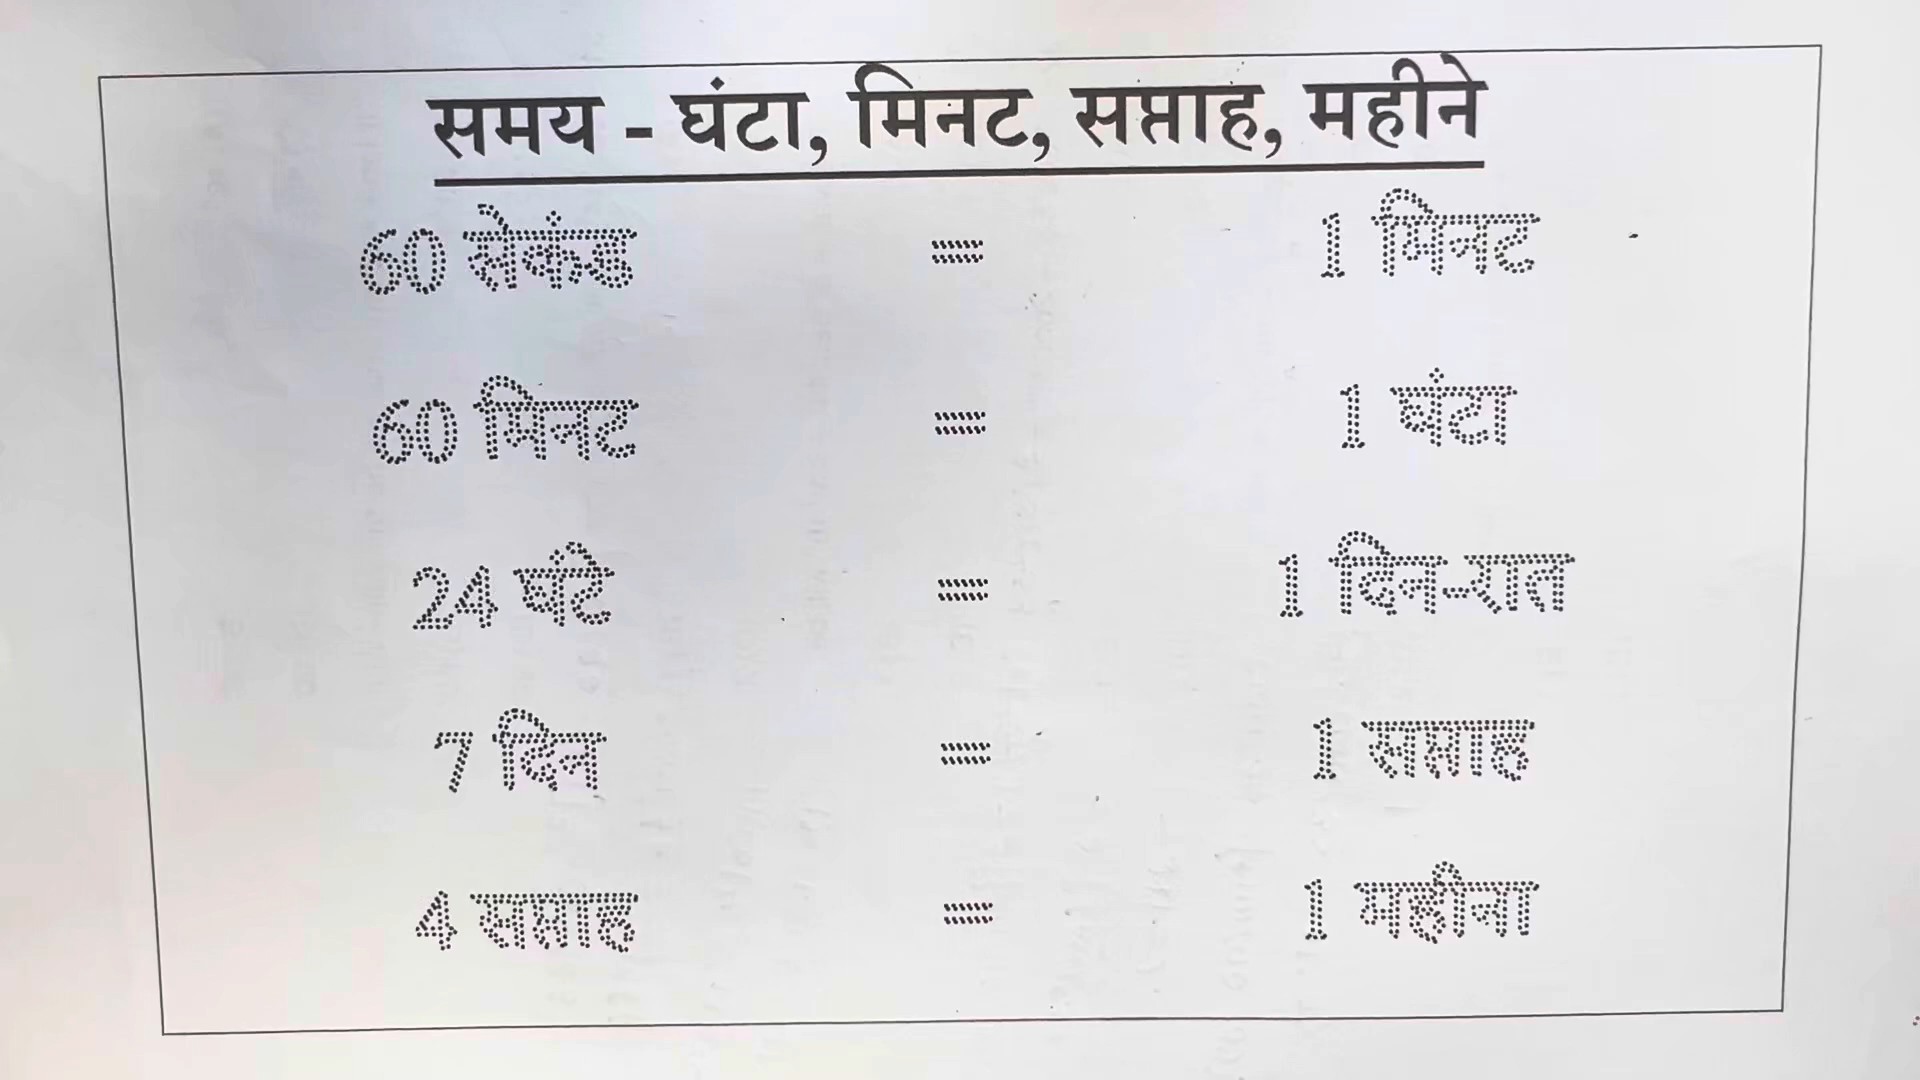 समय - घंटा, मिनट, सप्ताह, महीने
60 सेकंड = 1 मिनट
60 मिनट = 1 घंटा
24 घंटे = 1 दिन-रात
7 दिन = 1 सप्ताह
4 सप्ताह = 1 महीना